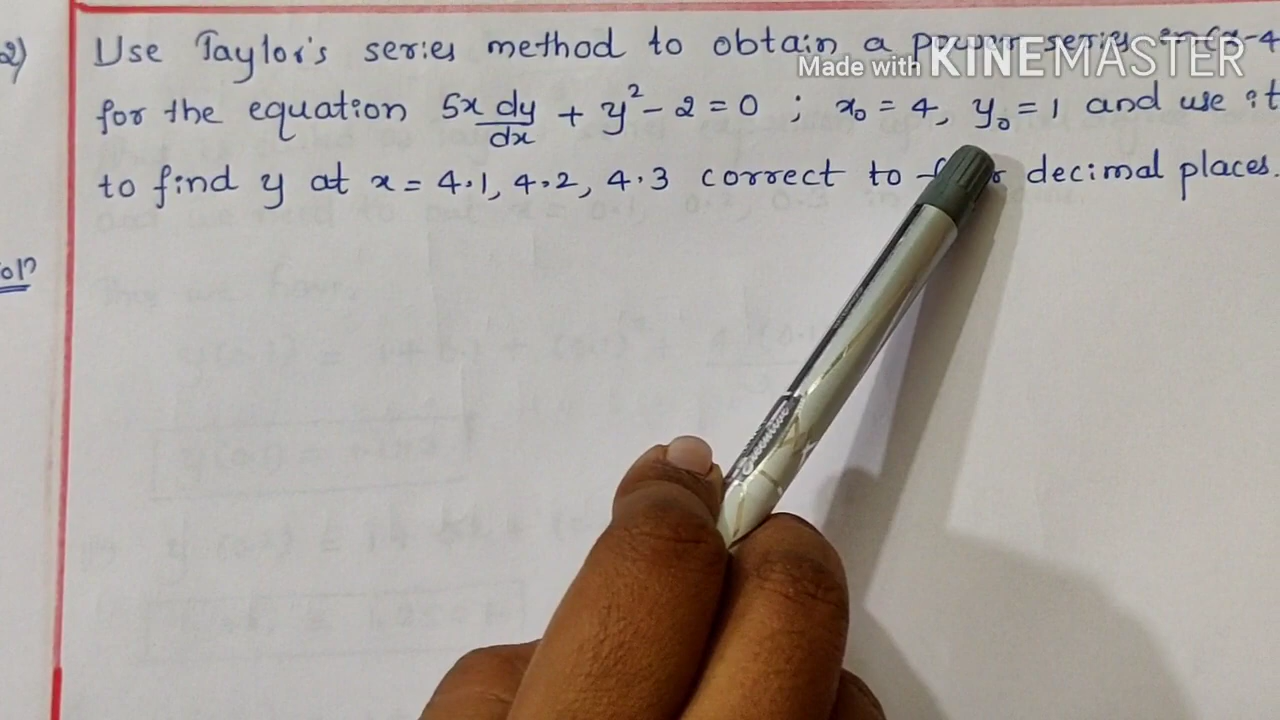 2) Use Taylor's series method to obtain a power series in (x-4
Made with KINEMASTER
for the equation 5x dy/dx + y² - 2 = 0 ; x₀ = 4, y₀ = 1 and use it
to find y at x = 4.1, 4.2, 4.3 correct to decimal places.
ol?
Executive